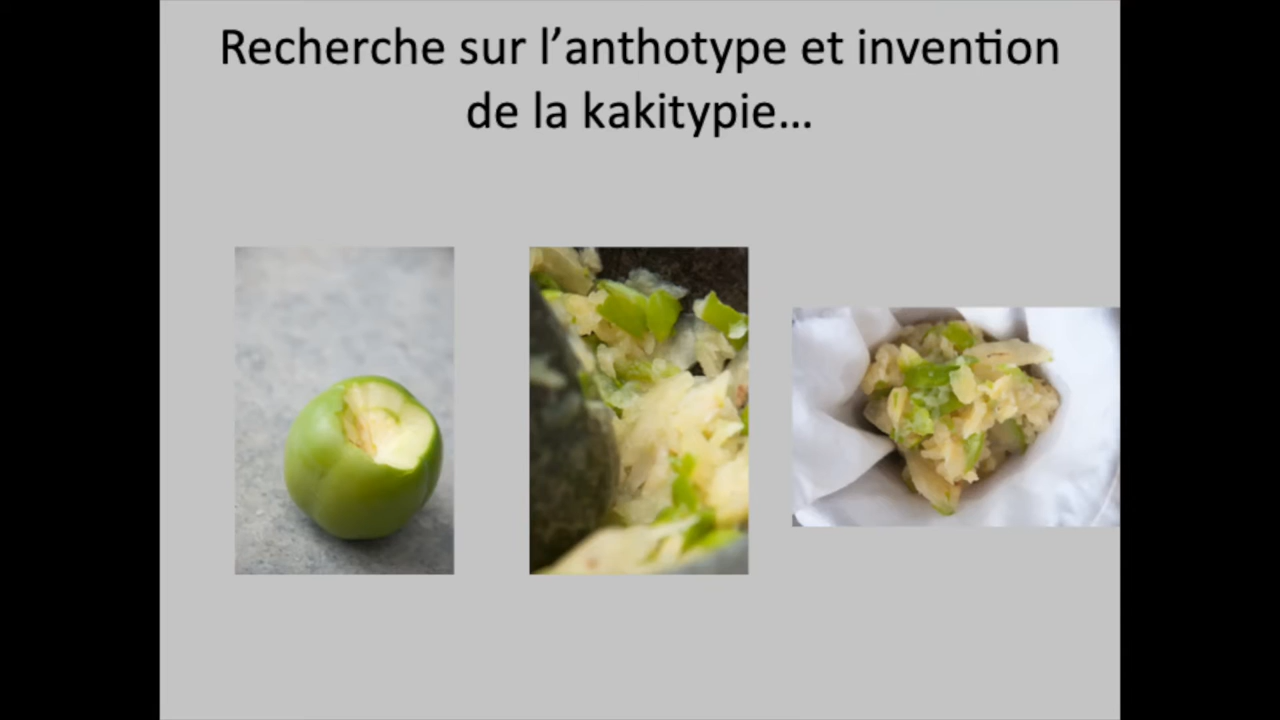 Recherche sur l’anthotype et invention
de la kakitypie…